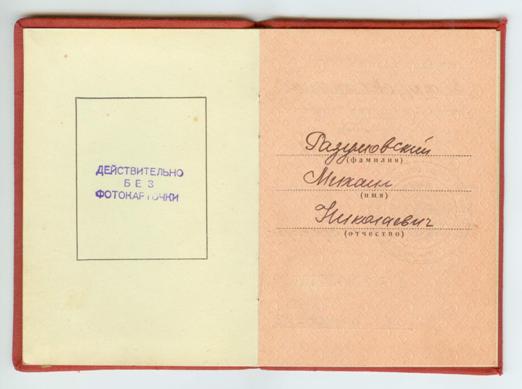 ДЕЙСТВИТЕЛЬНО
БЕЗ
ФОТОКАРТОЧКИ
Разумовский
(фамилия)
Михаил
(имя)
Николаевич
(отчество)